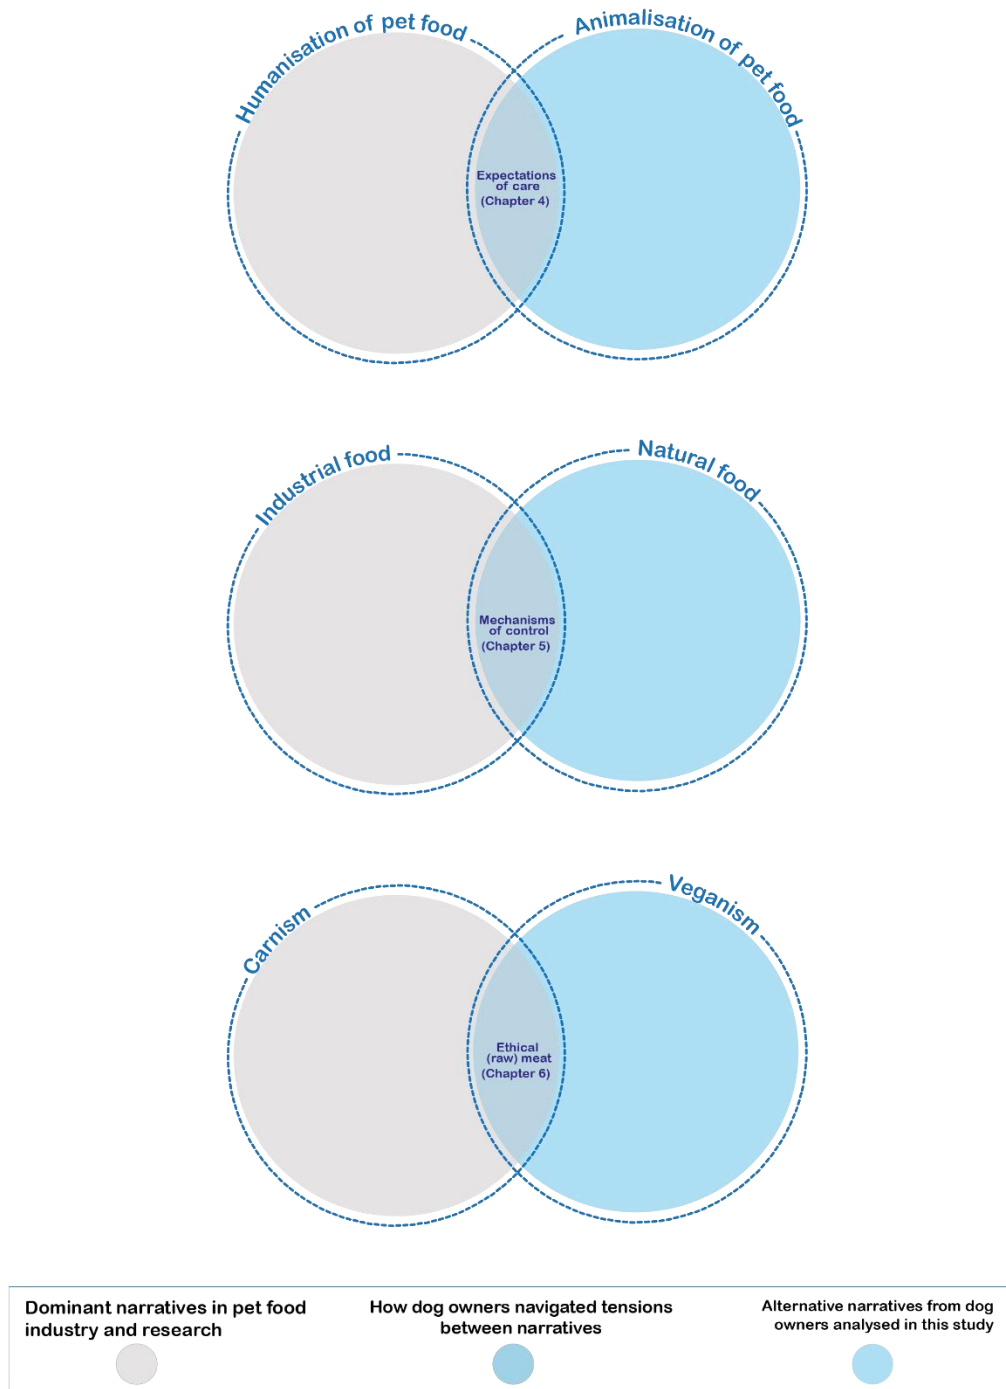 Humanisation of pet food
Animalisation of pet food
Expectations
of care
(Chapter 4)
Industrial food
Natural food
Mechanisms
of control
(Chapter 5)
Carnism
Veganism
Ethical
(raw) meat
(Chapter 6)
Dominant narratives in pet food
industry and research
How dog owners navigated tensions
between narratives
Alternative narratives from dog
owners analysed in this study